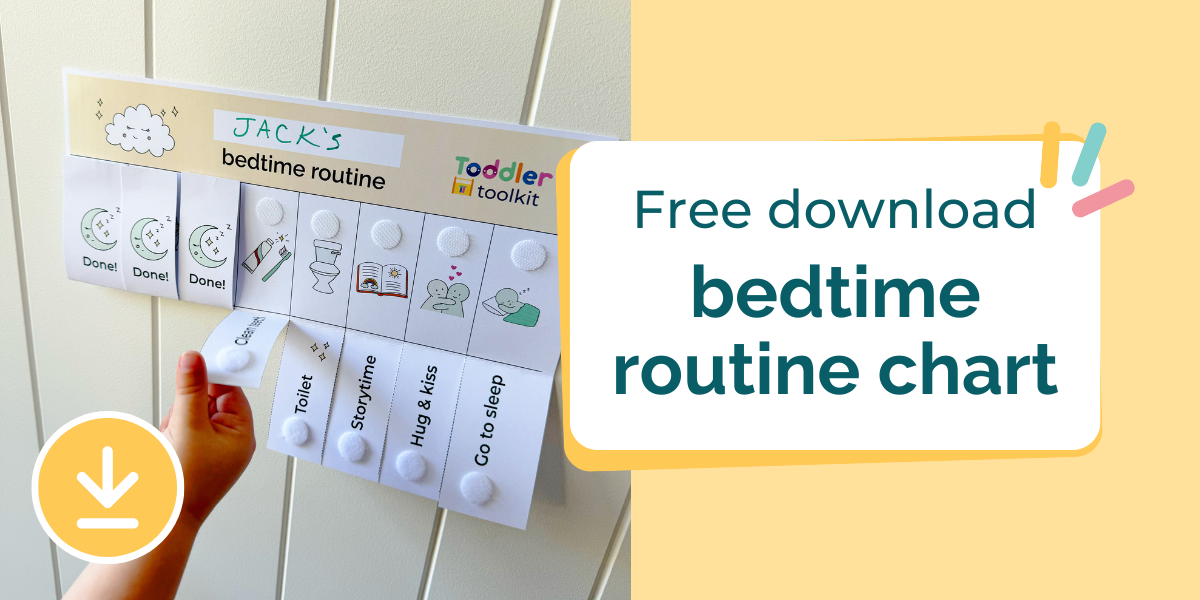 JACK'S
bedtime routine
Toddler
toolkit
z z z
Done!
z z z
Done!
z z z
Done!
z z z
Clean teeth
Toilet
Storytime
Hug & kiss
Go to sleep
Free download
bedtime
routine chart